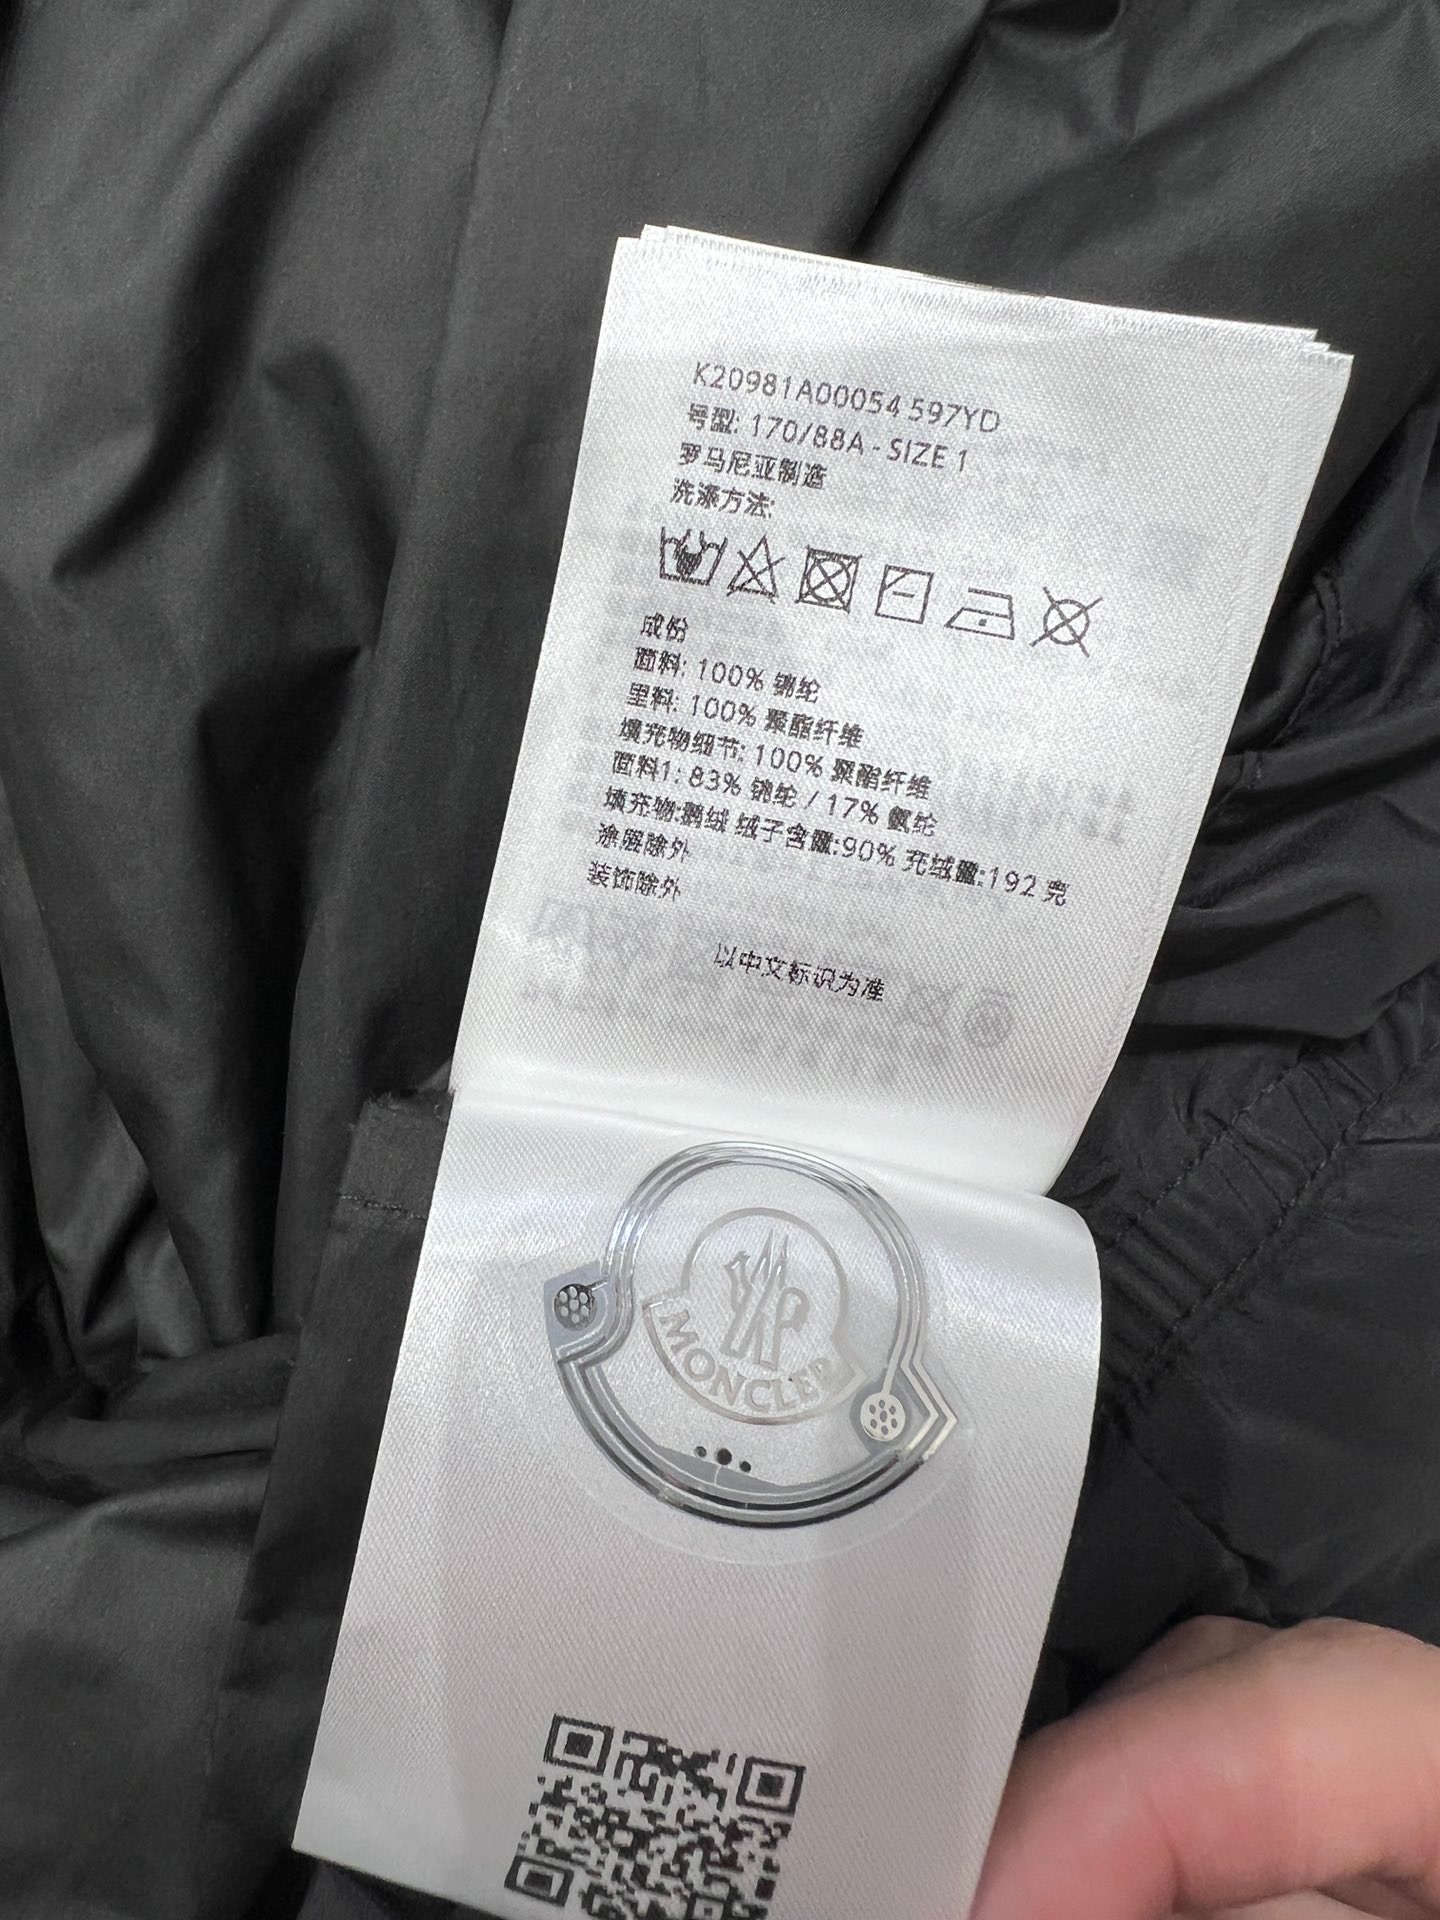 K20981A00054 597YD
号型: 170/88A - SIZE 1
罗马尼亚制造
洗涤方法:
成份
面料: 100% 锦纶
里料: 100% 聚酯纤维
填充物细节: 100% 聚酯纤维
面料1: 83% 锦纶 / 17% 氨纶
填充物:鹅绒 绒子含量:90% 充绒量:192 克
涂层除外
装饰除外
以中文标识为准
MONCLER